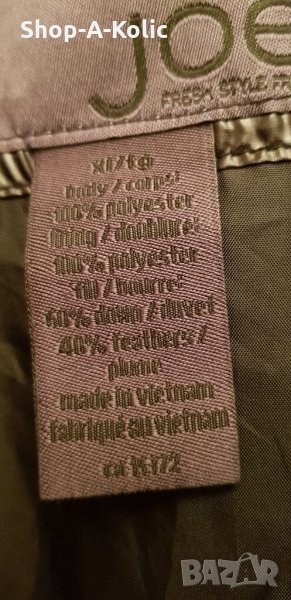 Shop-A-Kolic
joe
FRESH STYLE FR
xl/tg
body / corps:
100% polyester
lining / doublure:
100% polyester
fill / bourre:
60% down / duvet
40% feathers /
plume
made in vietnam
fabriqué au vietnam
ca 15172
BAZAR